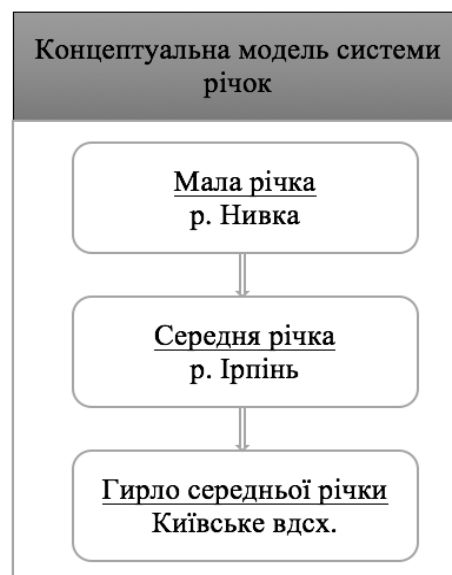 Концептуальна модель системи
річок
Мала річка
р. Нивка
Середня річка
р. Ірпінь
Гирло середньої річки
Київське вдсх.